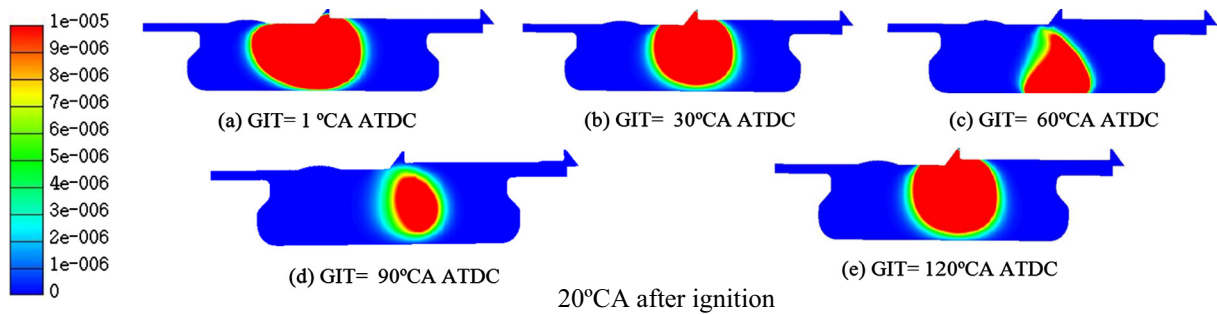 1e-005
9e-006
8e-006
7e-006
6e-006
5e-006
4e-006
3e-006
2e-006
1e-006
0
(a) GIT= 1 ºCA ATDC
(b) GIT= 30ºCA ATDC
(c) GIT= 60ºCA ATDC
(d) GIT= 90ºCA ATDC
(e) GIT= 120ºCA ATDC
20ºCA after ignition